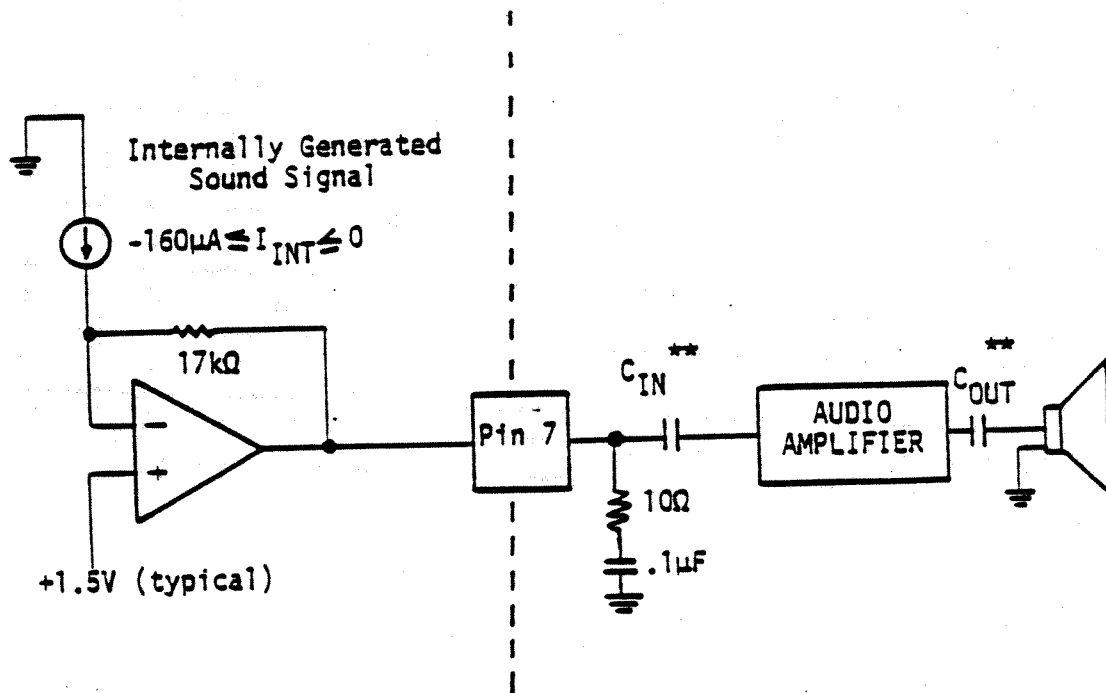 Internally Generated
Sound Signal
-160µA≤I_INT≤0
17kΩ
−
+
+1.5V (typical)
Pin 7
C_IN**
10Ω
.1µF
AUDIO
AMPLIFIER
C_OUT**